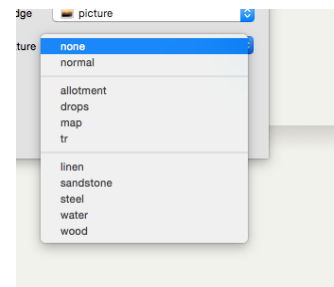 dge picture
ture
none
normal
allotment
drops
map
tr
linen
sandstone
steel
water
wood